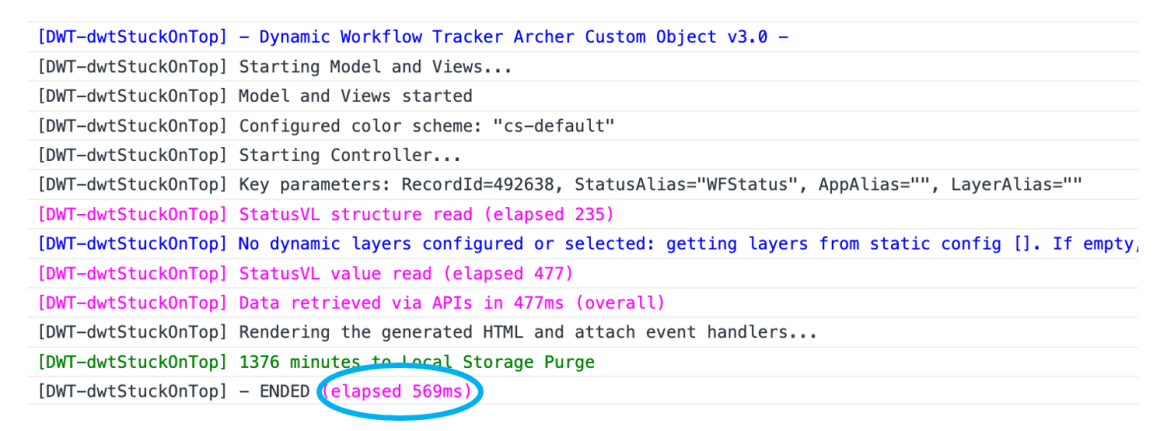 [DWT-dwtStuckOnTop] – Dynamic Workflow Tracker Archer Custom Object v3.0 –
[DWT-dwtStuckOnTop] Starting Model and Views...
[DWT-dwtStuckOnTop] Model and Views started
[DWT-dwtStuckOnTop] Configured color scheme: "cs-default"
[DWT-dwtStuckOnTop] Starting Controller...
[DWT-dwtStuckOnTop] Key parameters: RecordId=492638, StatusAlias="WFStatus", AppAlias="", LayerAlias=""
[DWT-dwtStuckOnTop] StatusVL structure read (elapsed 235)
[DWT-dwtStuckOnTop] No dynamic layers configured or selected: getting layers from static config []. If empty,
[DWT-dwtStuckOnTop] StatusVL value read (elapsed 477)
[DWT-dwtStuckOnTop] Data retrieved via APIs in 477ms (overall)
[DWT-dwtStuckOnTop] Rendering the generated HTML and attach event handlers...
[DWT-dwtStuckOnTop] 1376 minutes to Local Storage Purge
[DWT-dwtStuckOnTop] – ENDED (elapsed 569ms)